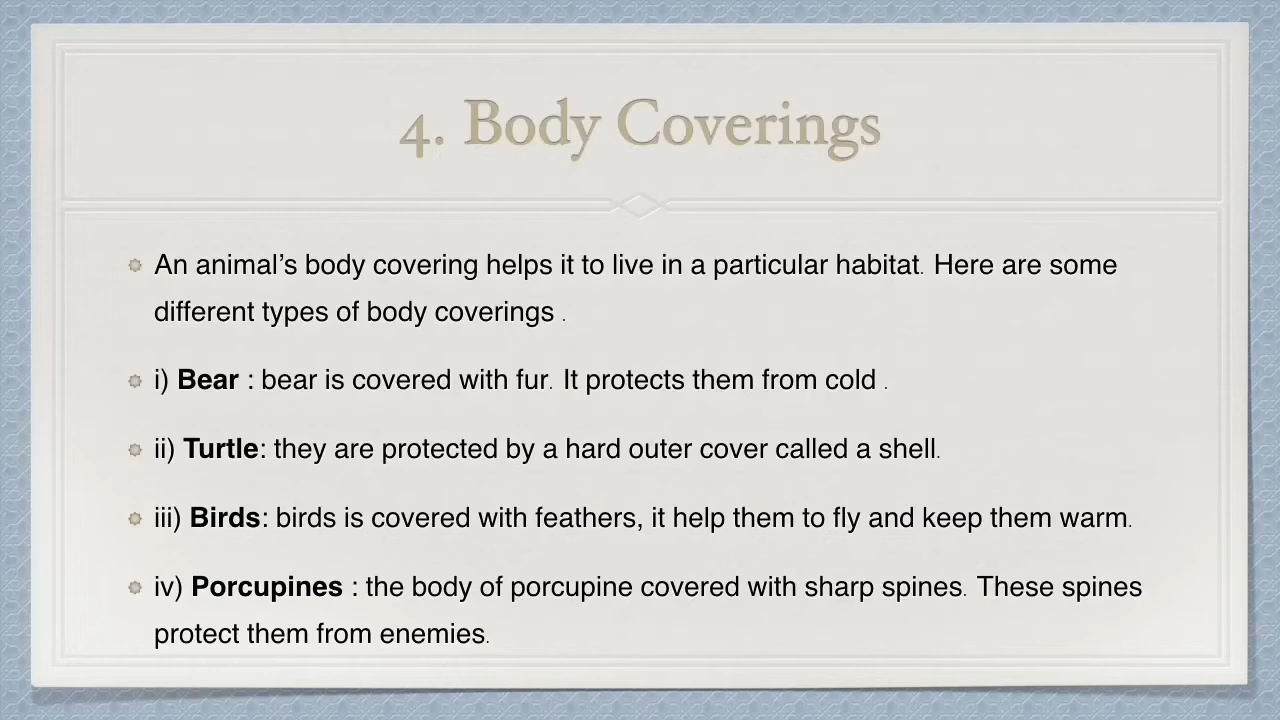 4. Body Coverings
An animal's body covering helps it to live in a particular habitat. Here are some
different types of body coverings .
i) Bear : bear is covered with fur. It protects them from cold .
ii) Turtle: they are protected by a hard outer cover called a shell.
iii) Birds: birds is covered with feathers, it help them to fly and keep them warm.
iv) Porcupines : the body of porcupine covered with sharp spines. These spines
protect them from enemies.